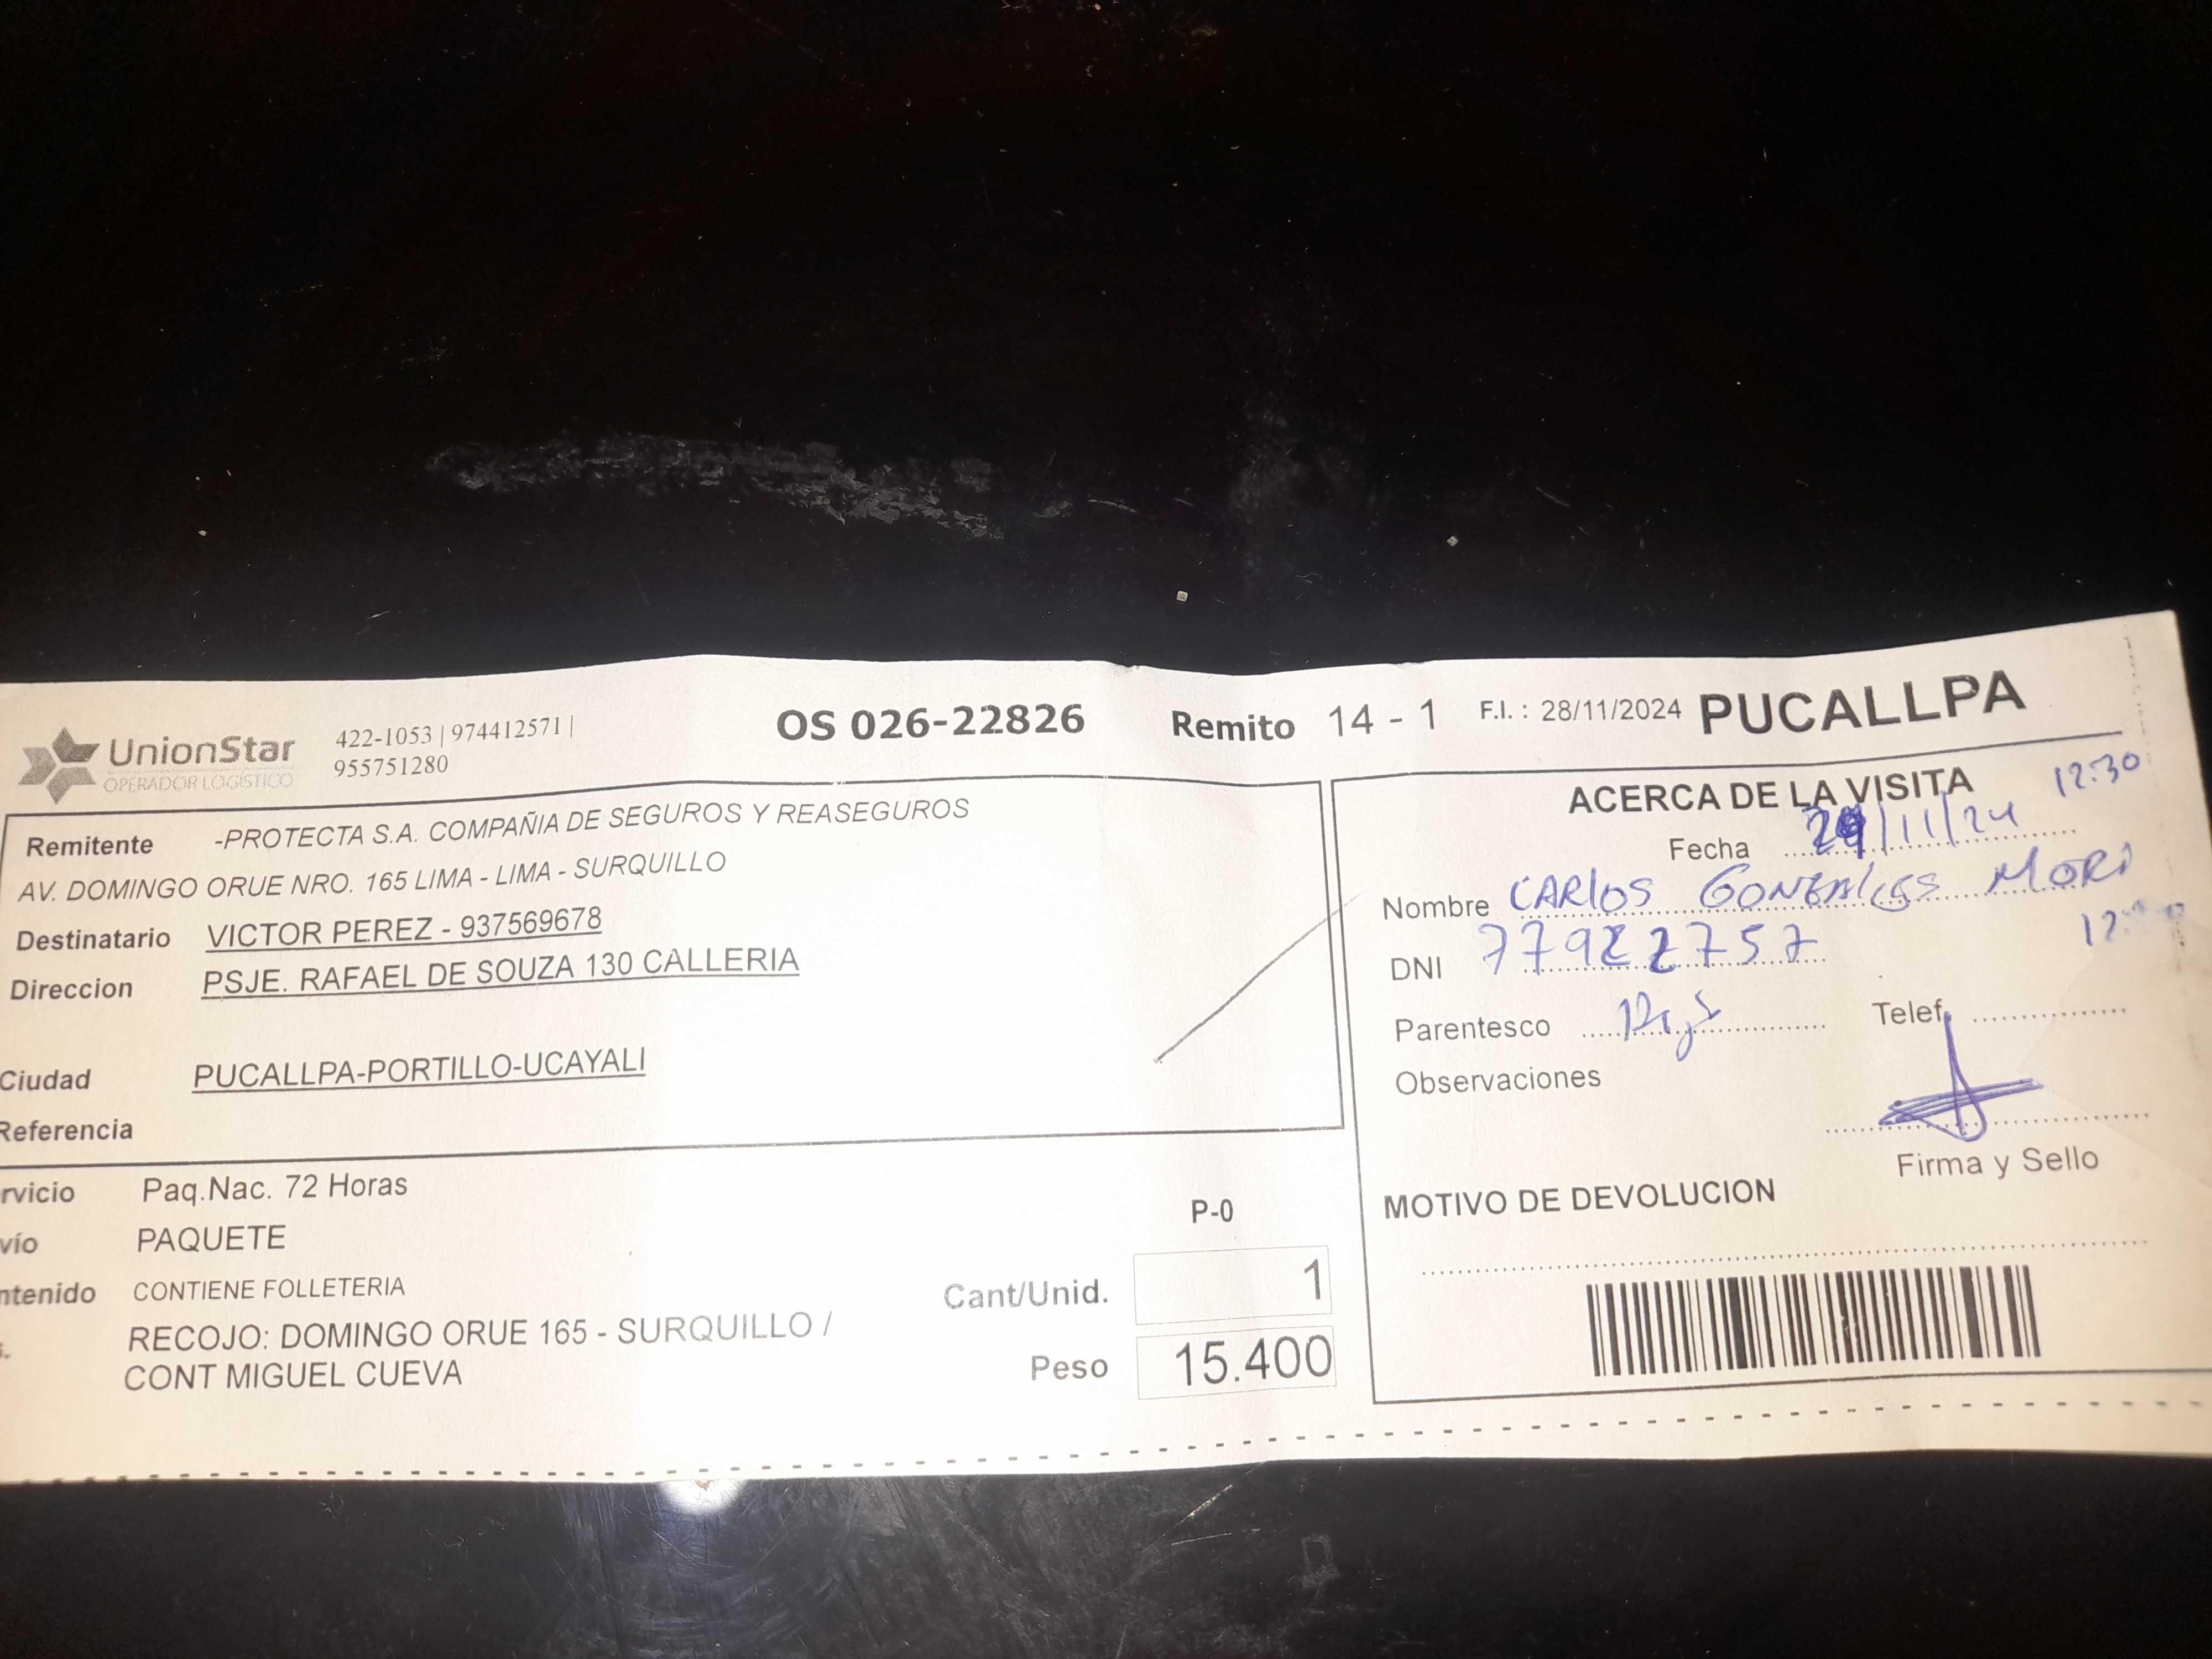 UnionStar
OPERADOR LOGÍSTICO
422-1053 | 974412571 |
955751280
OS 026-22826 Remito 14 - 1 F.I. : 28/11/2024 PUCALLPA
Remitente -PROTECTA S.A. COMPAÑIA DE SEGUROS Y REASEGUROS
AV. DOMINGO ORUE NRO. 165 LIMA - LIMA - SURQUILLO
Destinatario VICTOR PEREZ - 937569678
Direccion PSJE. RAFAEL DE SOUZA 130 CALLERIA
Ciudad PUCALLPA-PORTILLO-UCAYALI
Referencia
rvicio Paq.Nac. 72 Horas
vío PAQUETE
ntenido CONTIENE FOLLETERIA
RECOJO: DOMINGO ORUE 165 - SURQUILLO /
CONT MIGUEL CUEVA
P-0
Cant/Unid. 1
Peso 15.400
ACERCA DE LA VISITA 12:30
Fecha 29/11/24
Nombre CARlos GONZALES MORI
DNI 77922757
Parentesco Telef.
Observaciones
Firma y Sello
MOTIVO DE DEVOLUCION